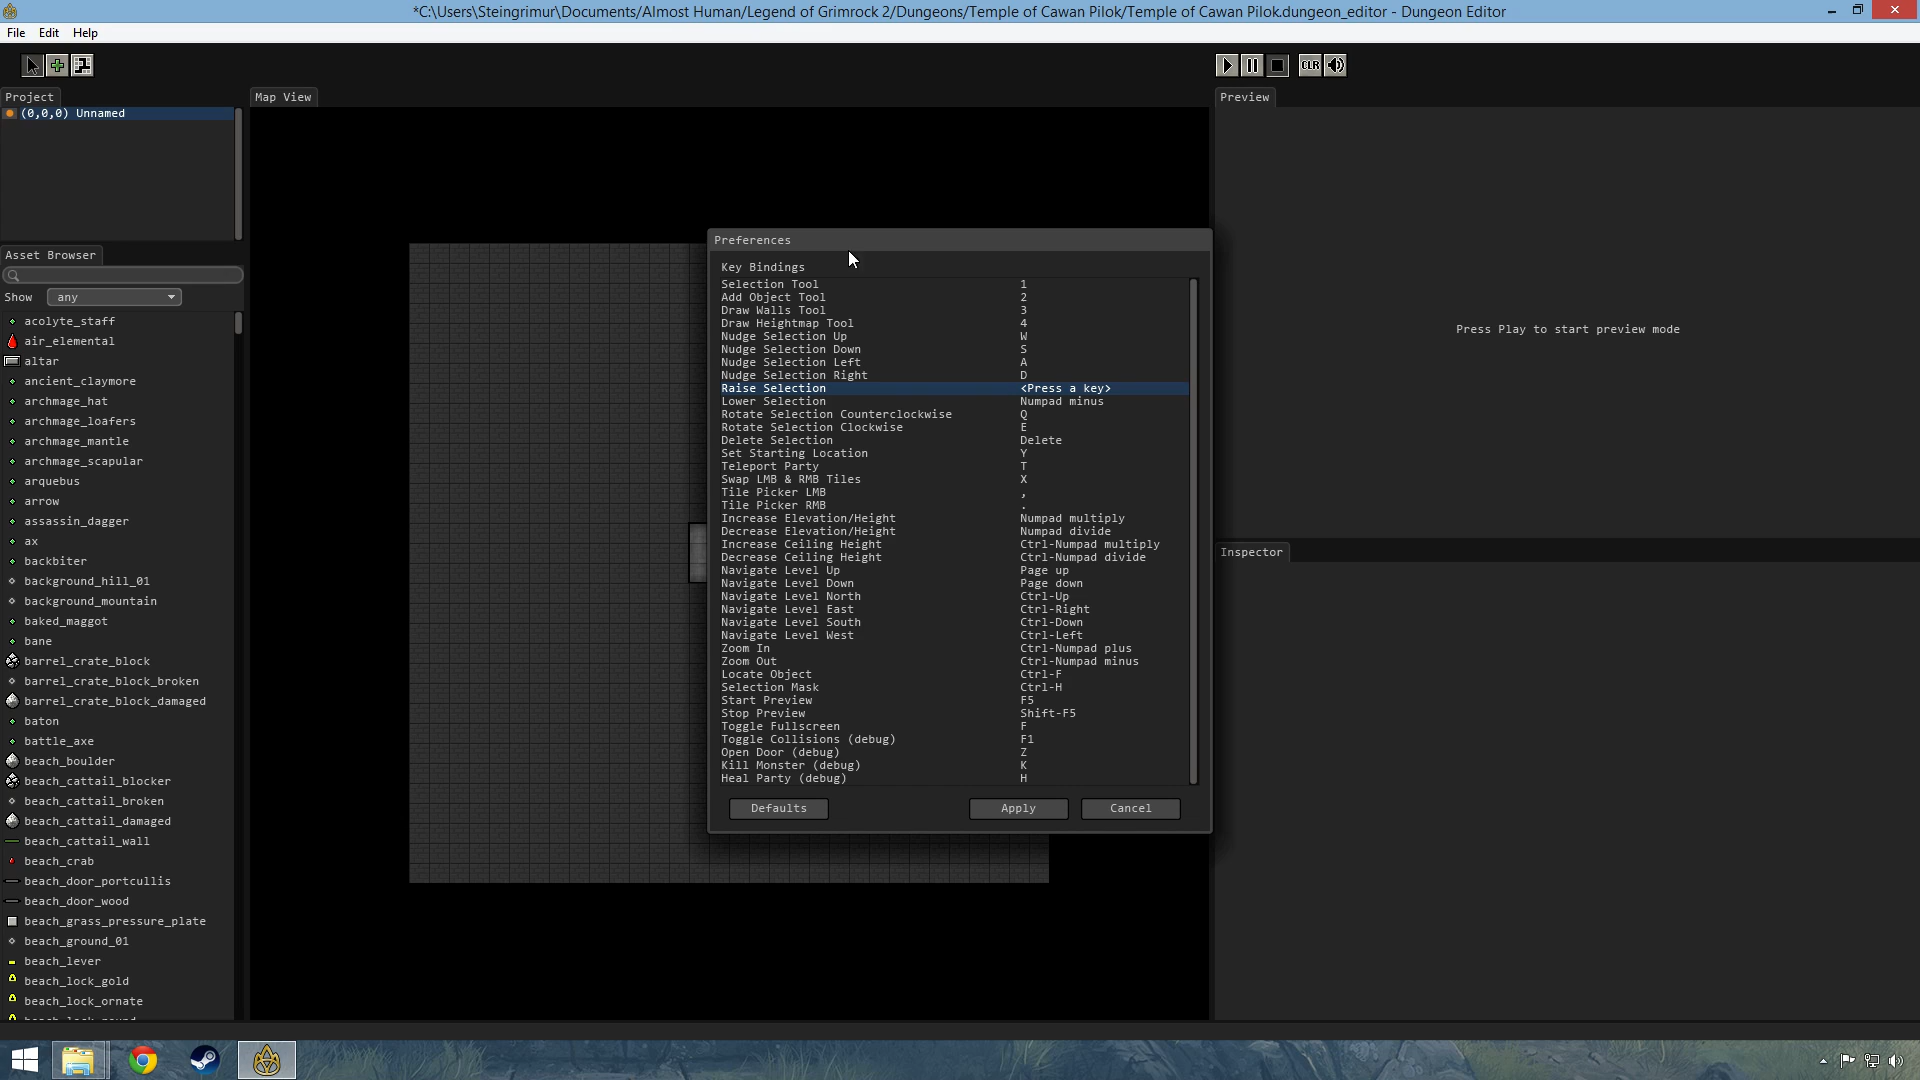 *C:\Users\Steingrimur\Documents/Almost Human/Legend of Grimrock 2/Dungeons/Temple of Cawan Pilok/Temple of Cawan Pilok.dungeon_editor - Dungeon Editor
File Edit Help
CLR
Project
(0,0,0) Unnamed
Map View
Preview
Press Play to start preview mode
Inspector
Asset Browser
Show any
acolyte_staff
air_elemental
altar
ancient_claymore
archmage_hat
archmage_loafers
archmage_mantle
archmage_scapular
arquebus
arrow
assassin_dagger
ax
backbiter
background_hill_01
background_mountain
baked_maggot
bane
barrel_crate_block
barrel_crate_block_broken
barrel_crate_block_damaged
baton
battle_axe
beach_boulder
beach_cattail_blocker
beach_cattail_broken
beach_cattail_damaged
beach_cattail_wall
beach_crab
beach_door_portcullis
beach_door_wood
beach_grass_pressure_plate
beach_ground_01
beach_lever
beach_lock_gold
beach_lock_ornate
Preferences
Key Bindings
Selection Tool 1
Add Object Tool 2
Draw Walls Tool 3
Draw Heightmap Tool 4
Nudge Selection Up W
Nudge Selection Down S
Nudge Selection Left A
Nudge Selection Right D
Raise Selection <Press a key>
Lower Selection Numpad minus
Rotate Selection Counterclockwise Q
Rotate Selection Clockwise E
Delete Selection Delete
Set Starting Location Y
Teleport Party T
Swap LMB & RMB Tiles X
Tile Picker LMB ,
Tile Picker RMB .
Increase Elevation/Height Numpad multiply
Decrease Elevation/Height Numpad divide
Increase Ceiling Height Ctrl-Numpad multiply
Decrease Ceiling Height Ctrl-Numpad divide
Navigate Level Up Page up
Navigate Level Down Page down
Navigate Level North Ctrl-Up
Navigate Level East Ctrl-Right
Navigate Level South Ctrl-Down
Navigate Level West Ctrl-Left
Zoom In Ctrl-Numpad plus
Zoom Out Ctrl-Numpad minus
Locate Object Ctrl-F
Selection Mask Ctrl-H
Start Preview F5
Stop Preview Shift-F5
Toggle Fullscreen F
Toggle Collisions (debug) F1
Open Door (debug) Z
Kill Monster (debug) K
Heal Party (debug) H
Defaults Apply Cancel